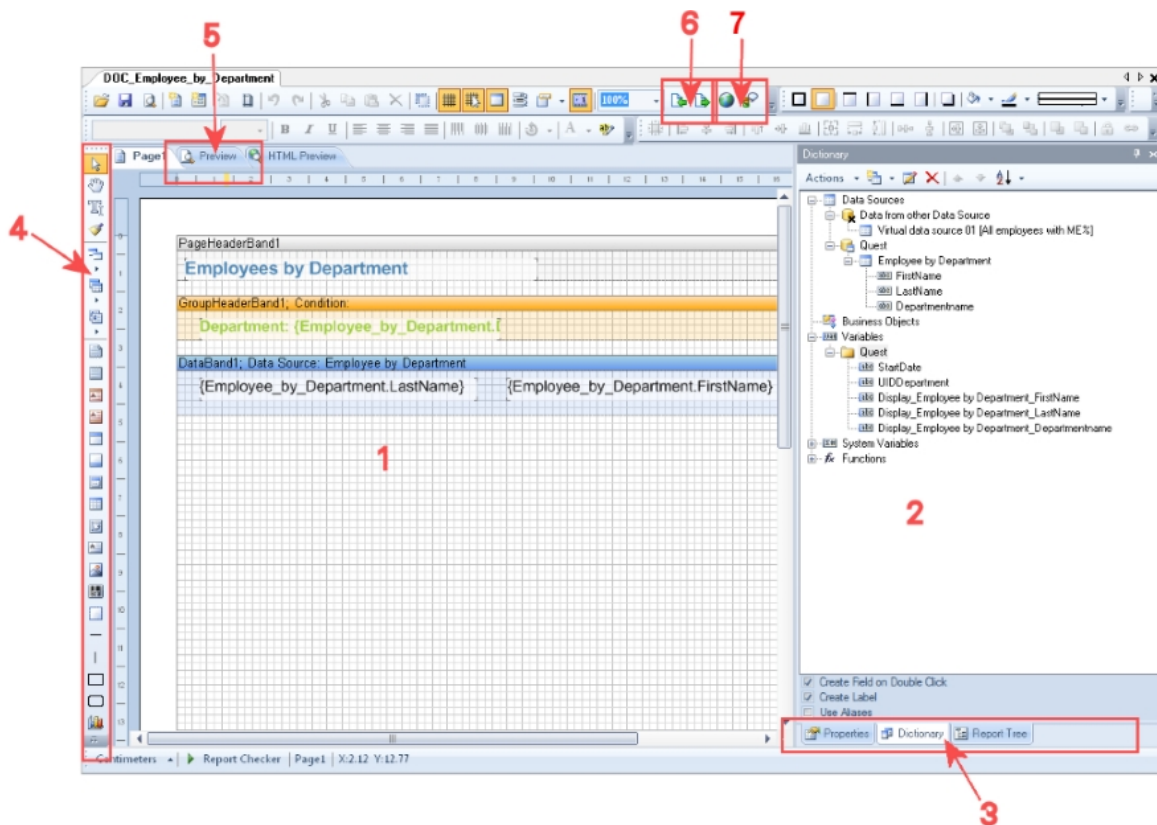 5
6
7
DOC_Employee_by_Department
100%
B I U
A
4
Page1
Preview
HTML Preview
Dictionary
Actions
PageHeaderBand1
Employees by Department
GroupHeaderBand1; Condition:
Department: {Employee_by_Department.
DataBand1; Data Source: Employee by Department
{Employee_by_Department.LastName}
{Employee_by_Department.FirstName}
1
Data Sources
Data from other Data Source
Virtual data source 01 [All employees with ME%]
Quest
Employee by Department
FirstName
LastName
Departmentname
Business Objects
Variables
Quest
StartDate
UIDDepartment
Display_Employee by Department_FirstName
Display_Employee by Department_LastName
Display_Employee by Department_Departmentname
System Variables
fx Functions
2
Create Field on Double Click
Create Label
Use Aliases
Properties
Dictionary
Report Tree
Centimeters
Report Checker
Page1
X:2.12 Y:12.77
3